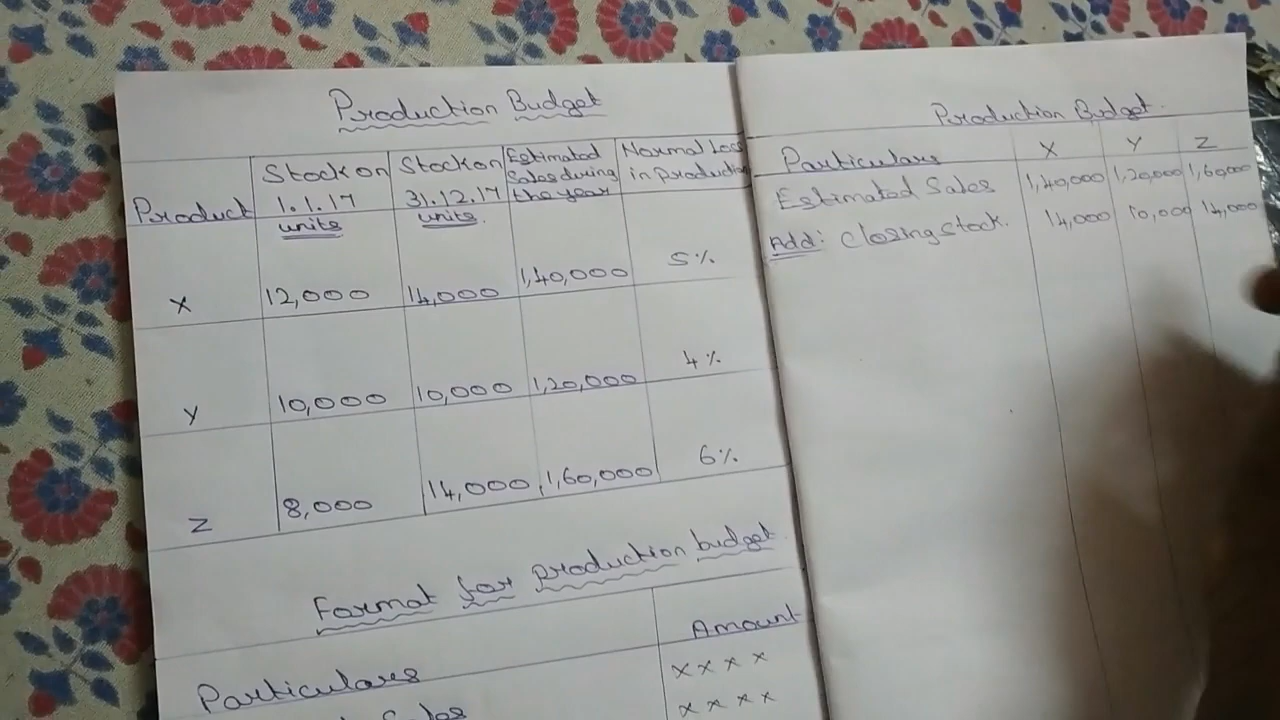 Production Budget
Product
Stock on
1.1.17
units
Stock on
31.12.17
units
Estimated
Sales during
the year
Normal Loss
in Production
X 12,000 14,000 1,40,000 5%
Y 10,000 10,000 1,20,000 4%
Z 8,000 14,000 1,60,000 6%
Format for production budget
Particulars Amount
xxxx
Sales xxxx
Production Budget
Particulars X Y Z
Estimated Sales 1,40,000 1,20,000 1,60,000
Add: Closing stock. 14,000 10,000 14,000